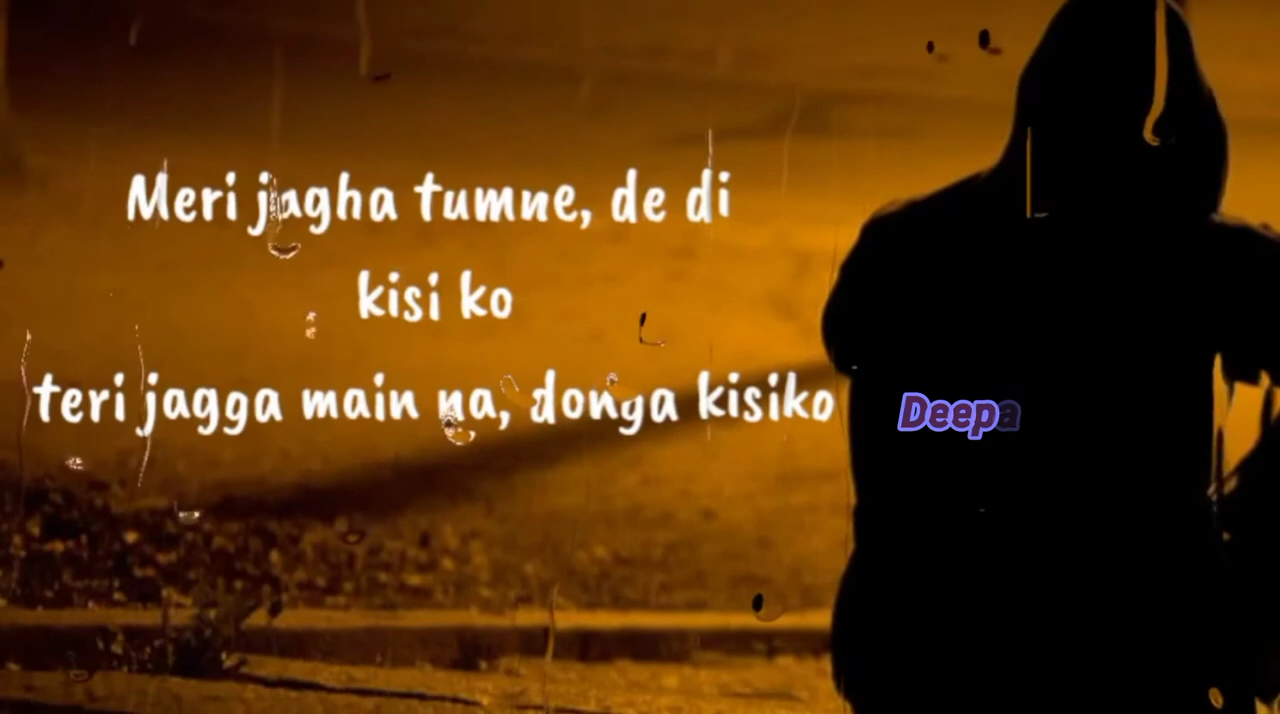 Meri jagha tumne, de di
kisi ko
teri jagga main na, donga kisiko
Deepa